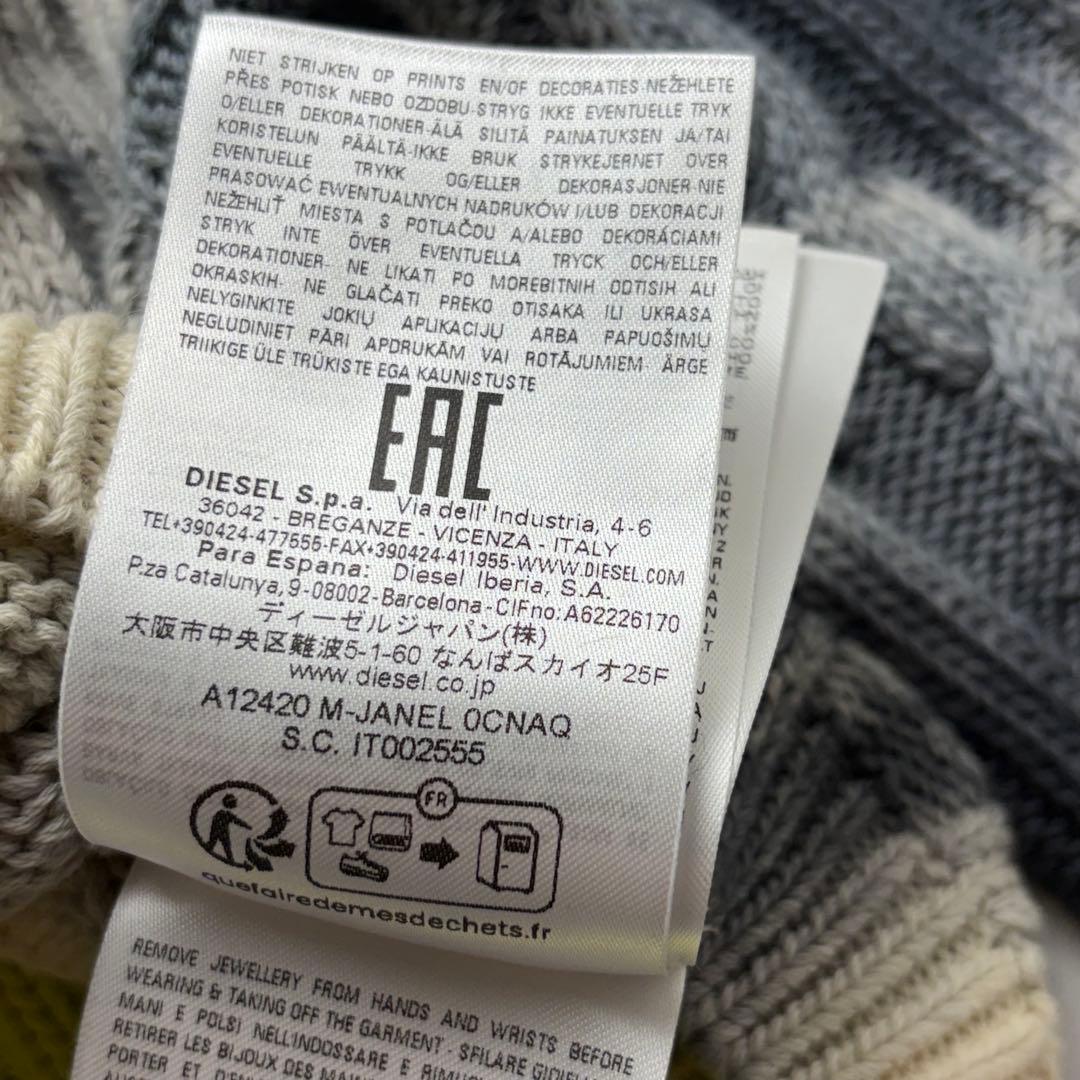 NIET STRIJKEN OP PRINTS EN/OF DECORATIES-NEŽEHLETE
PŘES POTISK NEBO OZDOBU-STRYG IKKE EVENTUELLE TRYK
O/ELLER DEKORATIONER-ÄLÄ SILITÄ PAINATUKSEN JA/TAI
KORISTELUN PÄÄLTÄ-IKKE BRUK STRYKEJERNET OVER
EVENTUELLE TRYKK OG/ELLER DEKORASJONER-NIE
PRASOWAĆ EWENTUALNYCH NADRUKÓW I/LUB DEKORACJI
NEŽEHLIŤ MIESTA S POTLAČOU A/ALEBO DEKORÁCIAMI
STRYK INTE ÖVER EVENTUELLA TRYCK OCH/ELLER
DEKORATIONER- NE LIKATI PO MOREBITNIH ODTISIH ALI
OKRASKIH- NE GLAČATI PREKO OTISAKA ILI UKRASA
NELYGINKITE JOKIŲ APLIKACIJŲ ARBA PAPUOŠIMŲ
NEGLUDINIET PĀRI APDRUKĀM VAI ROTĀJUMIEM ÄRGE
TRIIKIGE ÜLE TRÜKISTE EGA KAUNISTUSTE
EAC
DIESEL S.p.a. Via dell' Industria, 4-6
36042 - BREGANZE - VICENZA - ITALY
TEL+390424-477555-FAX+390424-411955-WWW.DIESEL.COM
Para Espana: Diesel Iberia, S.A.
P.za Catalunya, 9-08002-Barcelona-CIFno.A62226170
ディーゼルジャパン(株)
大阪市中央区難波5-1-60 なんばスカイオ25F
www.diesel.co.jp
A12420 M-JANEL 0CNAQ
S.C. IT002555
FR
quefairedemesdechets.fr
REMOVE JEWELLERY FROM HANDS AND WRISTS BEFORE
WEARING & TAKING OFF THE GARMENT - SFILARE GIOIELLI
MANI E POLSI NELL'INDOSSARE E
RETIRER LES BIJOUX DES
PORTER ET